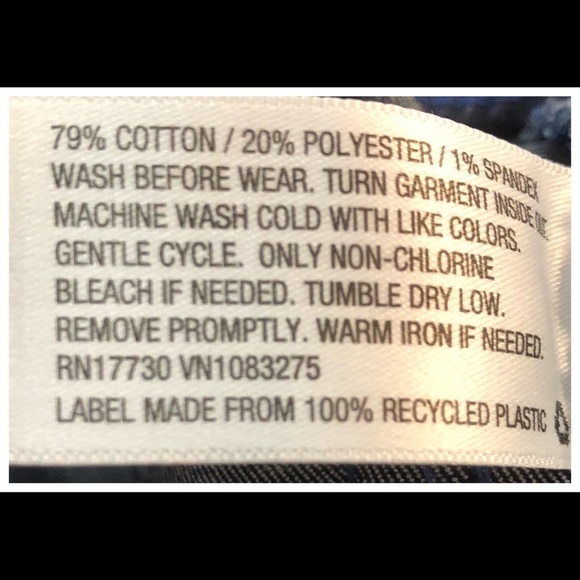 79% COTTON / 20% POLYESTER / 1% SPANDEX
WASH BEFORE WEAR. TURN GARMENT INSIDE OUT.
MACHINE WASH COLD WITH LIKE COLORS.
GENTLE CYCLE. ONLY NON-CHLORINE
BLEACH IF NEEDED. TUMBLE DRY LOW.
REMOVE PROMPTLY. WARM IRON IF NEEDED.
RN17730 VN1083275
LABEL MADE FROM 100% RECYCLED PLASTIC